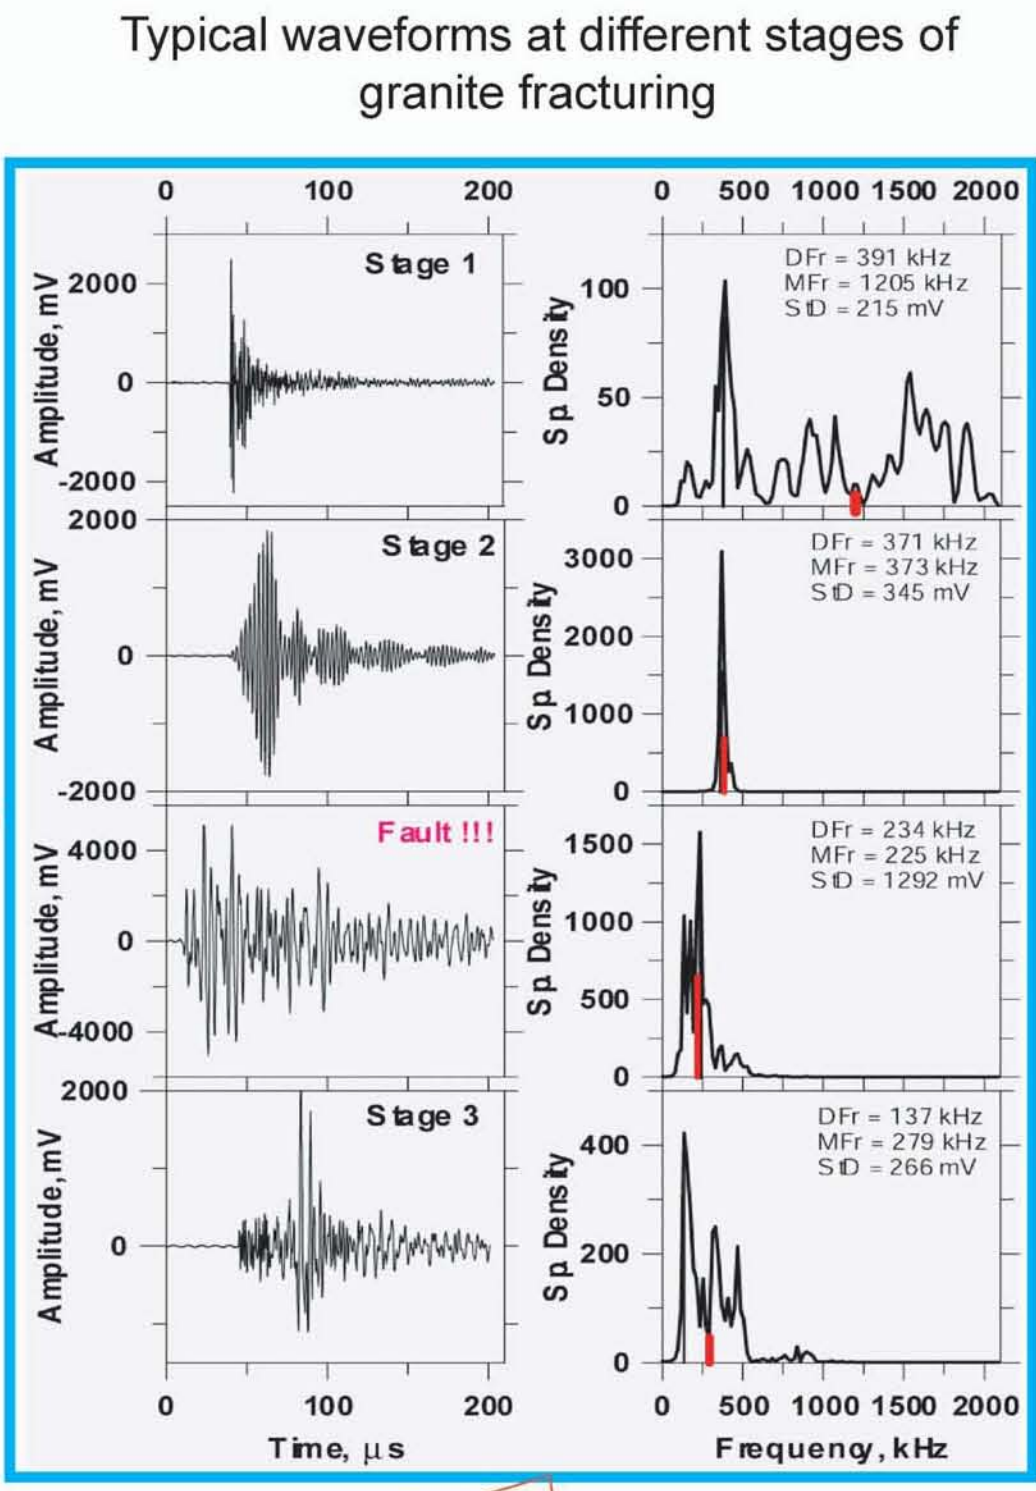 Typical waveforms at different stages of
granite fracturing
0 100 200
0 500 1000 1500 2000
Amplitude, mV
2000
0
-2000
Stage 1
Sp. Density
100
50
0
DFr = 391 kHz
MFr = 1205 kHz
StD = 215 mV
Amplitude, mV
2000
0
-2000
Stage 2
Sp. Density
3000
2000
1000
0
DFr = 371 kHz
MFr = 373 kHz
StD = 345 mV
Amplitude, mV
4000
0
-4000
Fault !!!
Sp. Density
1500
1000
500
0
DFr = 234 kHz
MFr = 225 kHz
StD = 1292 mV
Amplitude, mV
2000
0
Stage 3
Sp. Density
400
200
0
DFr = 137 kHz
MFr = 279 kHz
StD = 266 mV
0 100 200
Time, μs
0 500 1000 1500 2000
Frequency, kHz